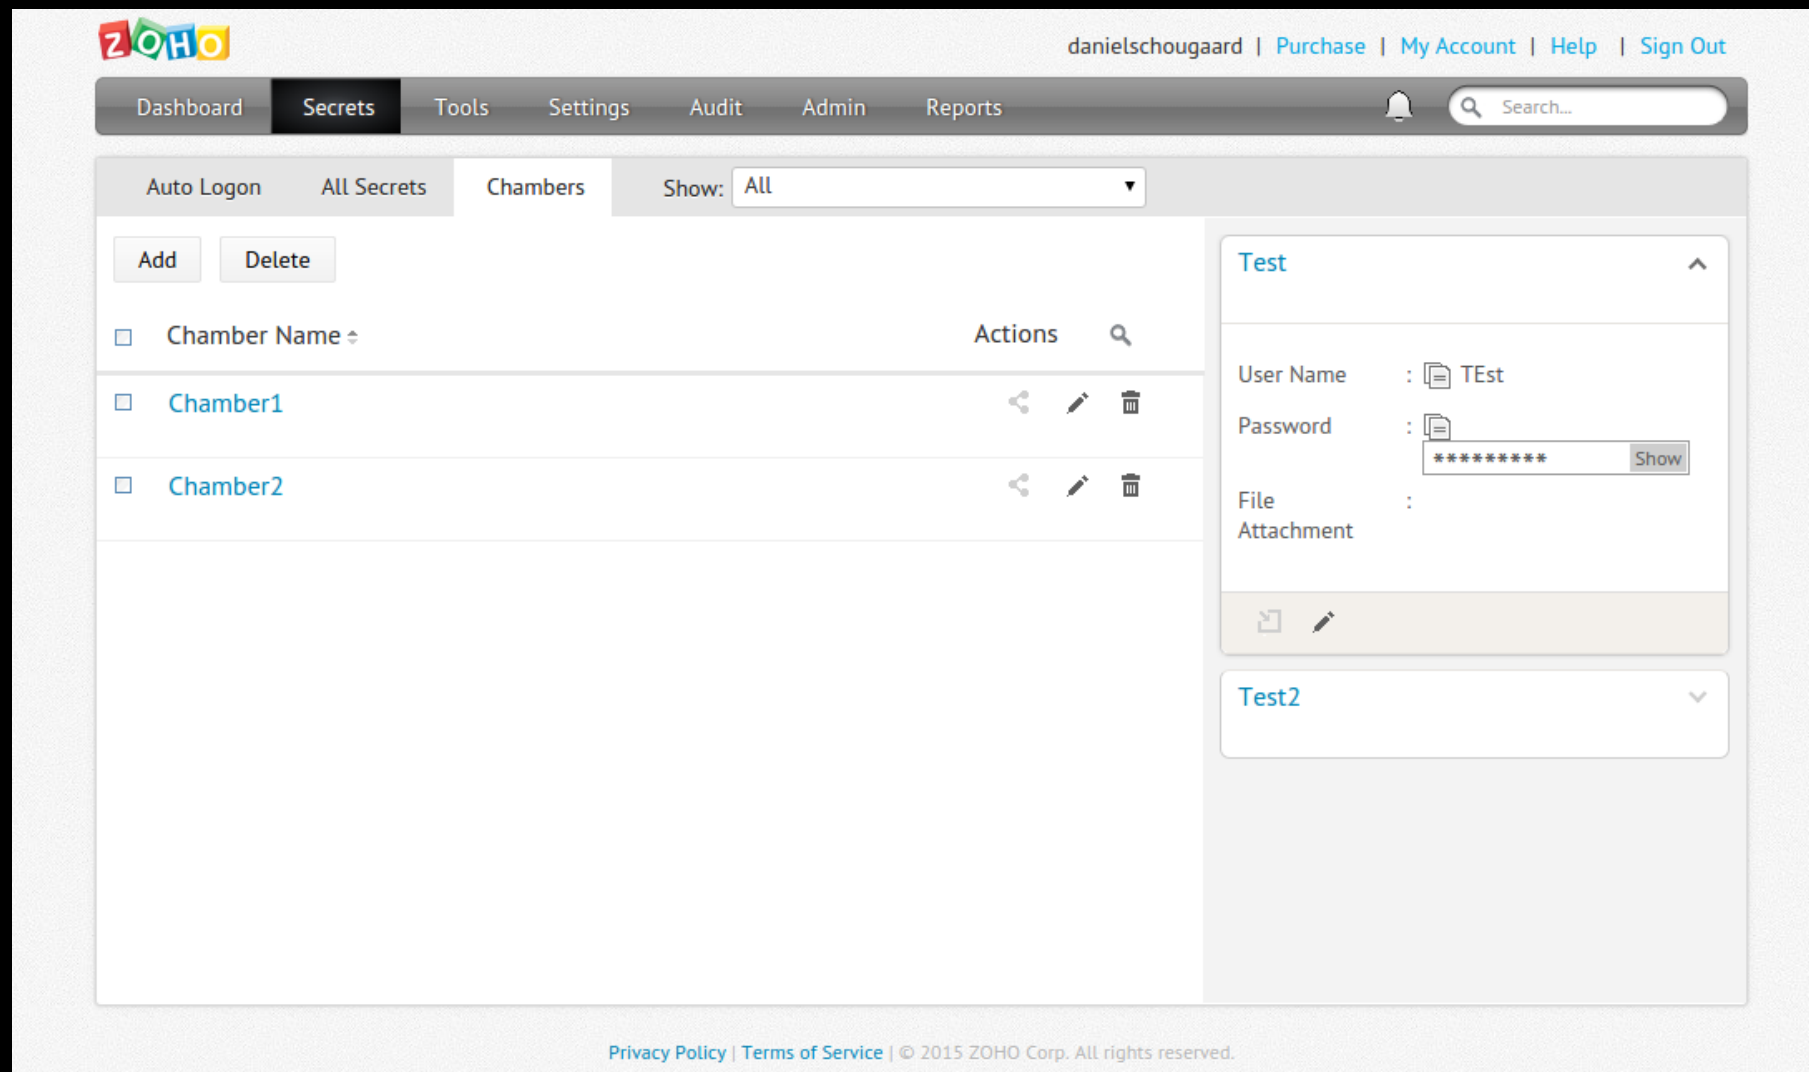 ZOHO
danielschougaard | Purchase | My Account | Help | Sign Out
Dashboard Secrets Tools Settings Audit Admin Reports Search...
Auto Logon All Secrets Chambers Show: All
Add Delete
Chamber Name Actions
Chamber1
Chamber2
Test
User Name : TEst
Password :
********* Show
File :
Attachment
Test2
Privacy Policy | Terms of Service | © 2015 ZOHO Corp. All rights reserved.